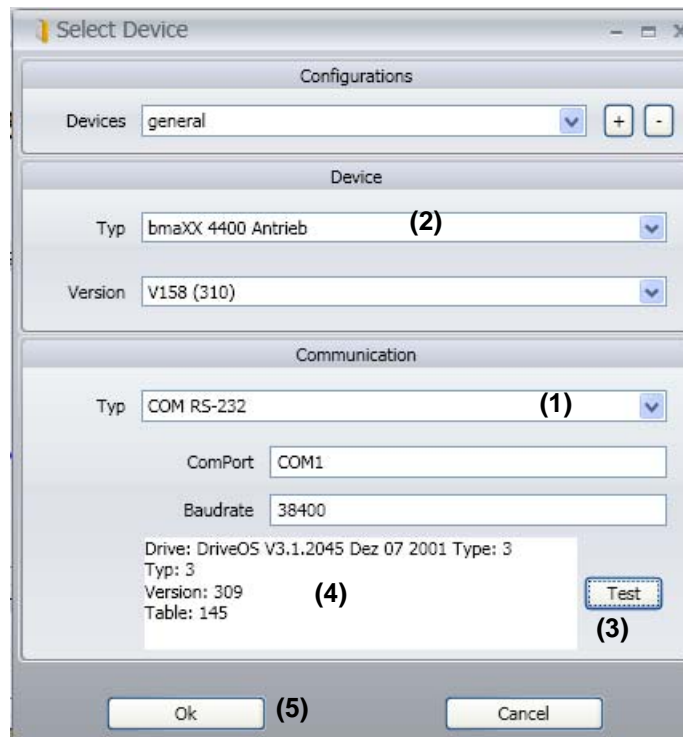 Select Device
Configurations
Devices general + -
Device
Typ bmaXX 4400 Antrieb (2)
Version V158 (310)
Communication
Typ COM RS-232 (1)
ComPort COM1
Baudrate 38400
Drive: DriveOS V3.1.2045 Dez 07 2001 Type: 3
Typ: 3
Version: 309 (4) Test
Table: 145
(3)
Ok (5) Cancel